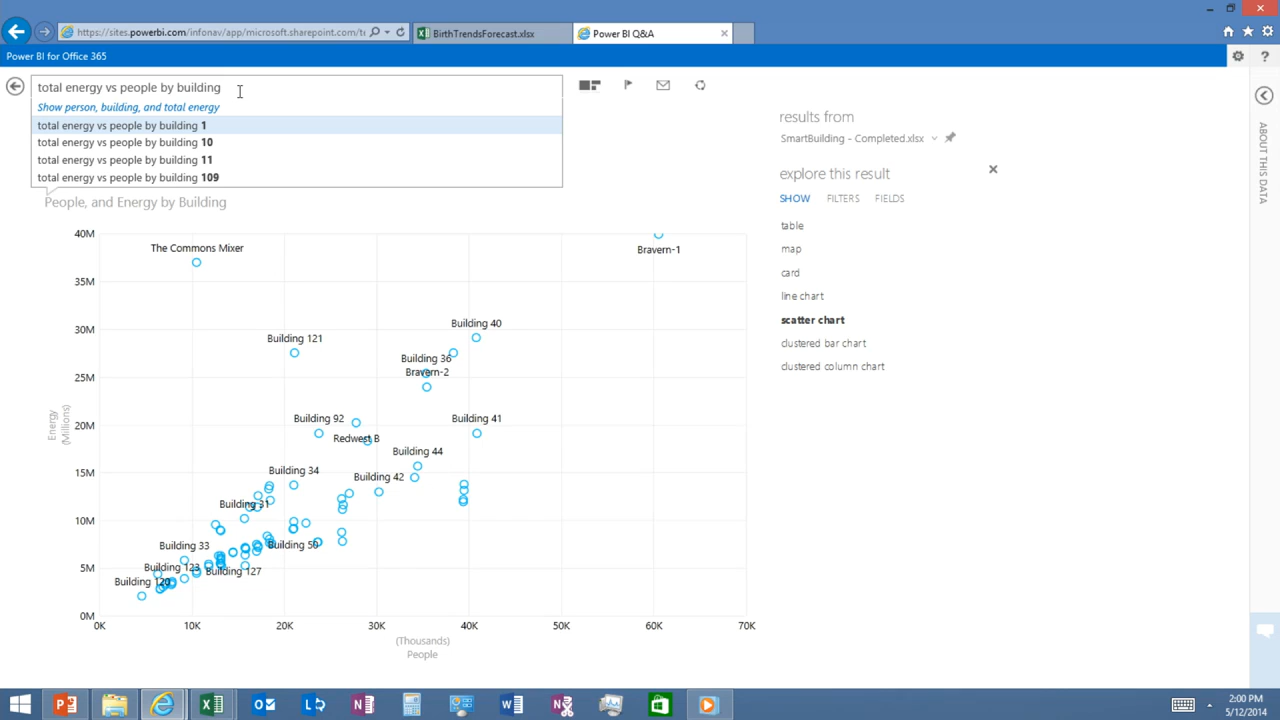 https://sites.powerbi.com/infonav/app/microsoft.sharepoint.com/te
BirthTrendsForecast.xlsx
Power BI Q&A
Power BI for Office 365
total energy vs people by building
Show person, building, and total energy
total energy vs people by building 1
total energy vs people by building 10
total energy vs people by building 11
total energy vs people by building 109
People, and Energy by Building
40M
35M
30M
25M
20M
15M
10M
5M
0M
Energy
(Millions)
The Commons Mixer
Bravern-1
Building 40
Building 121
Building 36
Bravern-2
Building 92
Building 41
Redwest B
Building 44
Building 34
Building 42
Building 31
Building 33
Building 50
Building 123
Building 127
Building 120
0K
10K
20K
30K
40K
50K
60K
70K
(Thousands)
People
results from
SmartBuilding - Completed.xlsx
explore this result
SHOW
FILTERS
FIELDS
table
map
card
line chart
scatter chart
clustered bar chart
clustered column chart
ABOUT THIS DATA
2:00 PM
5/12/2014